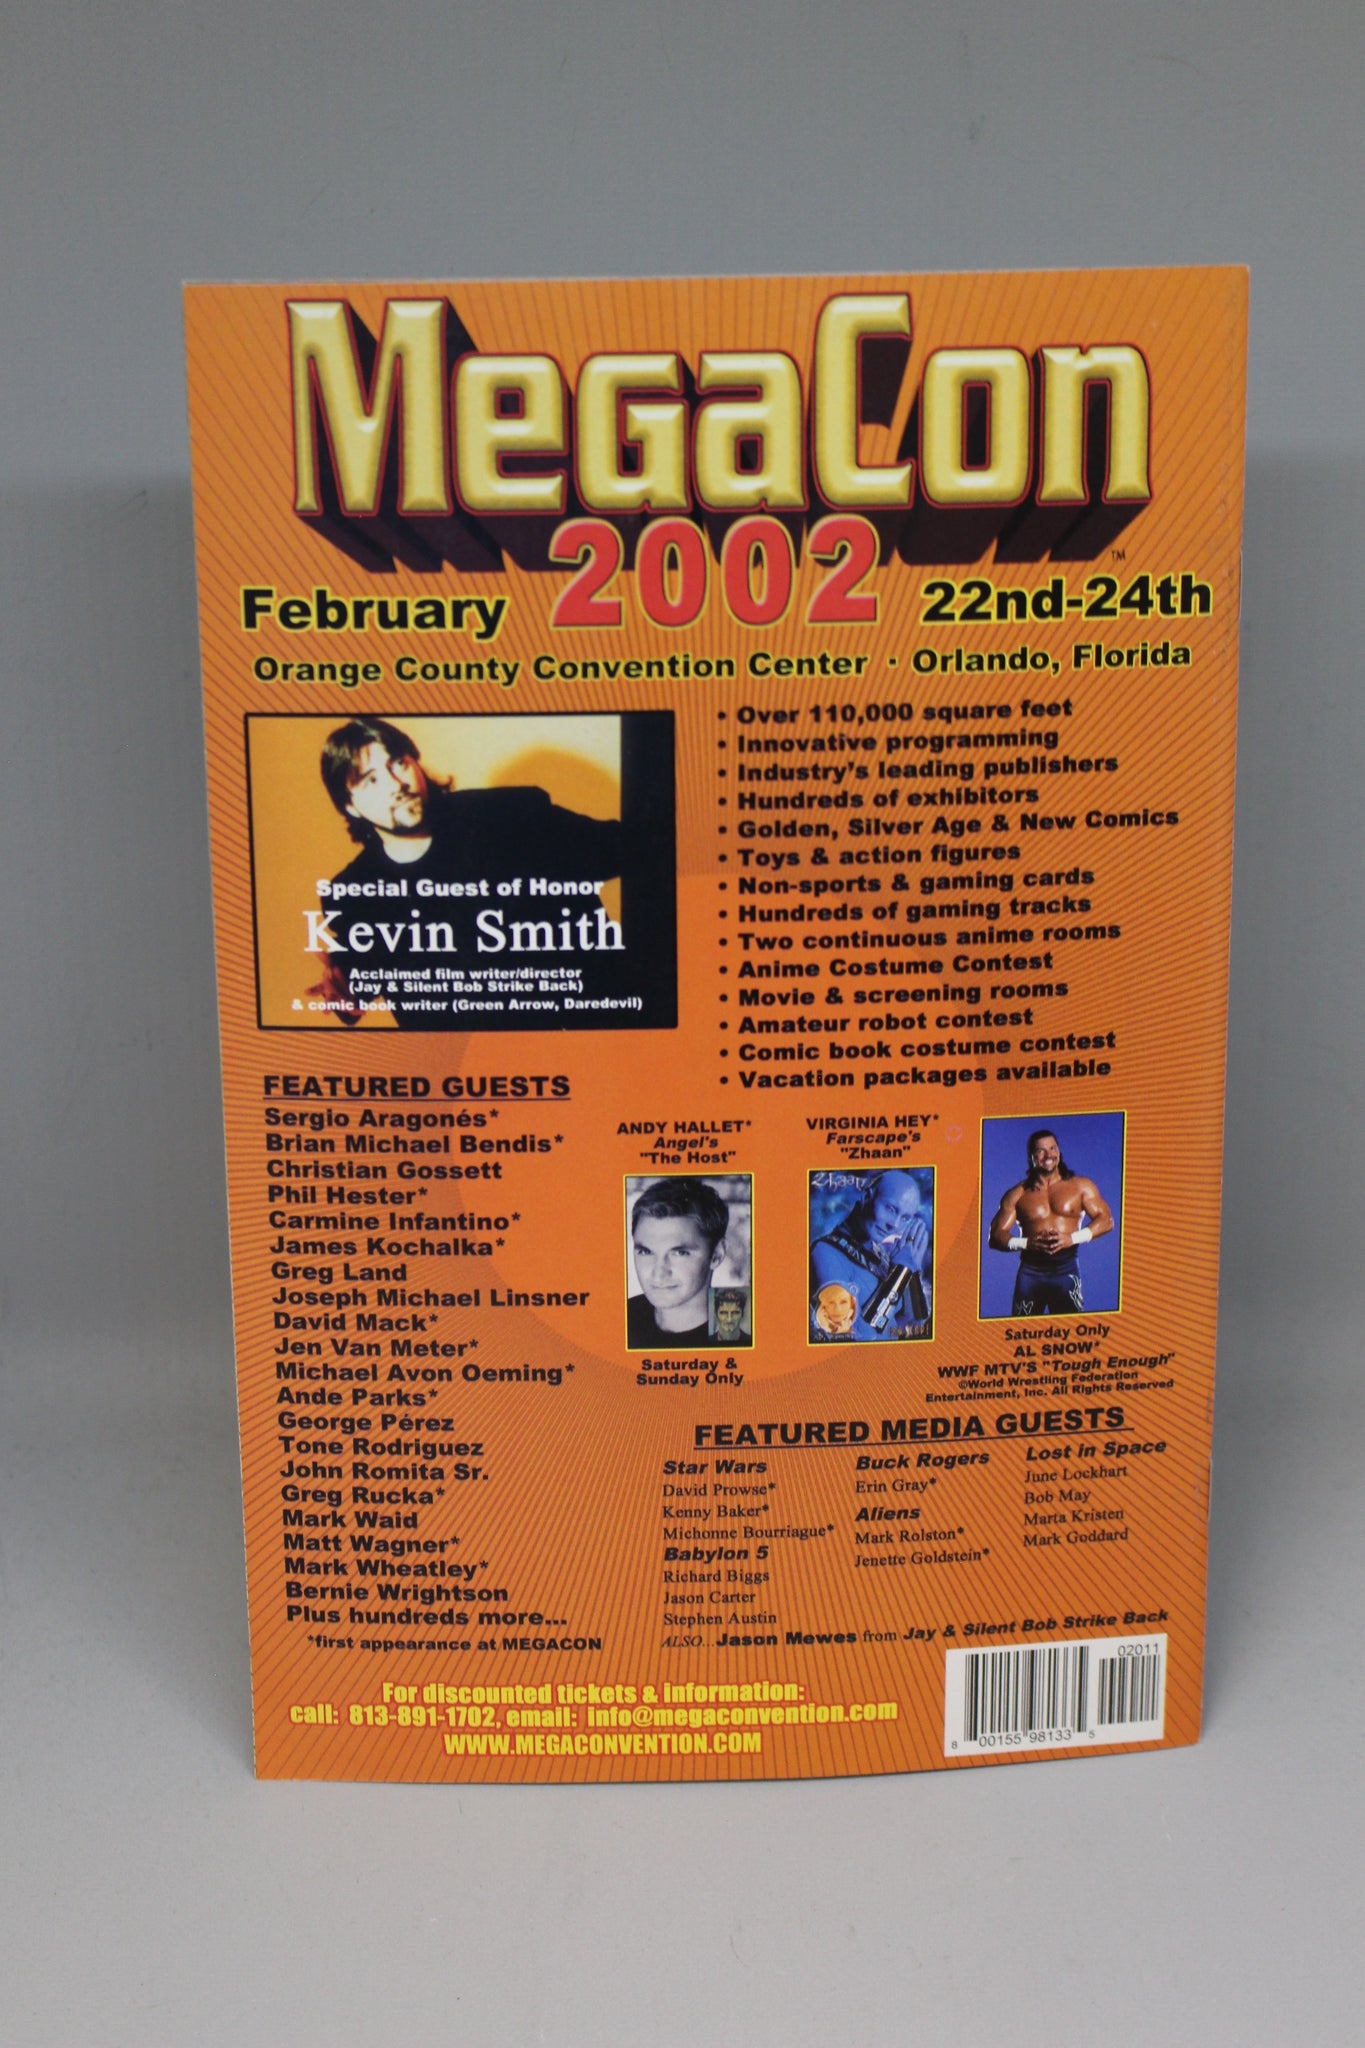 MegaCon
TM
2002
February 22nd-24th
Orange County Convention Center · Orlando, Florida
Special Guest of Honor
Kevin Smith
Acclaimed film writer/director
(Jay & Silent Bob Strike Back)
& comic book writer (Green Arrow, Daredevil)
• Over 110,000 square feet
• Innovative programming
• Industry's leading publishers
• Hundreds of exhibitors
• Golden, Silver Age & New Comics
• Toys & action figures
• Non-sports & gaming cards
• Hundreds of gaming tracks
• Two continuous anime rooms
• Anime Costume Contest
• Movie & screening rooms
• Amateur robot contest
• Comic book costume contest
• Vacation packages available
FEATURED GUESTS
Sergio Aragonés*
Brian Michael Bendis*
Christian Gossett
Phil Hester*
Carmine Infantino*
James Kochalka*
Greg Land
Joseph Michael Linsner
David Mack*
Jen Van Meter*
Michael Avon Oeming*
Ande Parks*
George Pérez
Tone Rodriguez
John Romita Sr.
Greg Rucka*
Mark Waid
Matt Wagner*
Mark Wheatley*
Bernie Wrightson
Plus hundreds more...
*first appearance at MEGACON
ANDY HALLET*
Angel's
"The Host"
Saturday &
Sunday Only
VIRGINIA HEY*
Farscape's
"Zhaan"
Zhaan
Saturday Only
AL SNOW*
WWF MTV'S "Tough Enough"
©World Wrestling Federation
Entertainment, Inc. All Rights Reserved
FEATURED MEDIA GUESTS
Star Wars
David Prowse*
Kenny Baker*
Michonne Bourriague*
Babylon 5
Richard Biggs
Jason Carter
Stephen Austin
Buck Rogers
Erin Gray*
Aliens
Mark Rolston*
Jenette Goldstein*
Lost in Space
June Lockhart
Bob May
Marta Kristen
Mark Goddard
ALSO...Jason Mewes from Jay & Silent Bob Strike Back
For discounted tickets & information:
call: 813-891-1702, email: info@megaconvention.com
WWW.MEGACONVENTION.COM
02011
8 00155 98133 5